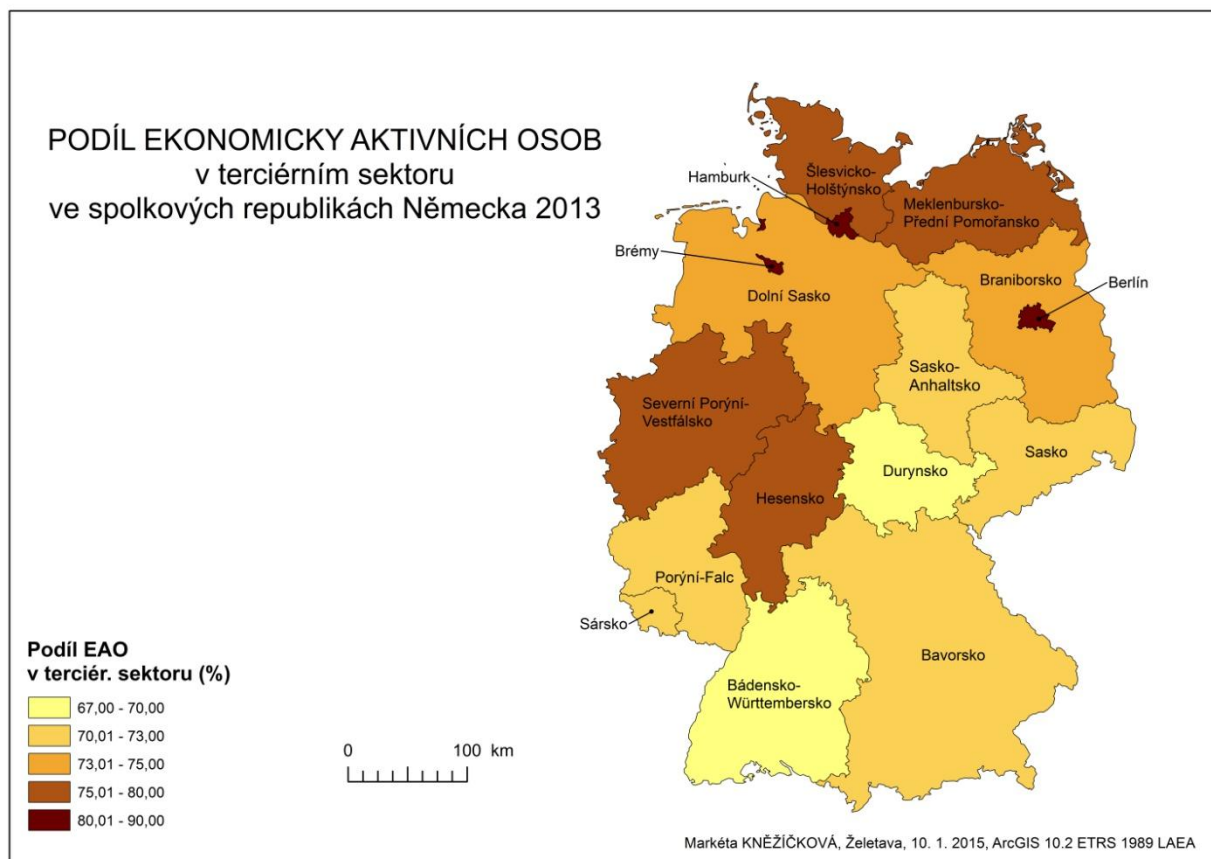 PODÍL EKONOMICKY AKTIVNÍCH OSOB
v terciérním sektoru
ve spolkových republikách Německa 2013
Hamburk
Šlesvicko-
Holštýnsko
Meklenbursko-
Přední Pomořansko
Brémy
Dolní Sasko
Braniborsko
Berlín
Sasko-
Anhaltsko
Severní Porýní-
Vestfálsko
Sasko
Durynsko
Hesensko
Porýní-Falc
Sársko
Bavorsko
Bádensko-
Württembersko
Podíl EAO
v terciér. sektoru (%)
67,00 - 70,00
70,01 - 73,00
73,01 - 75,00
75,01 - 80,00
80,01 - 90,00
0 100 km
Markéta KNĚŽÍČKOVÁ, Želetava, 10. 1. 2015, ArcGIS 10.2 ETRS 1989 LAEA